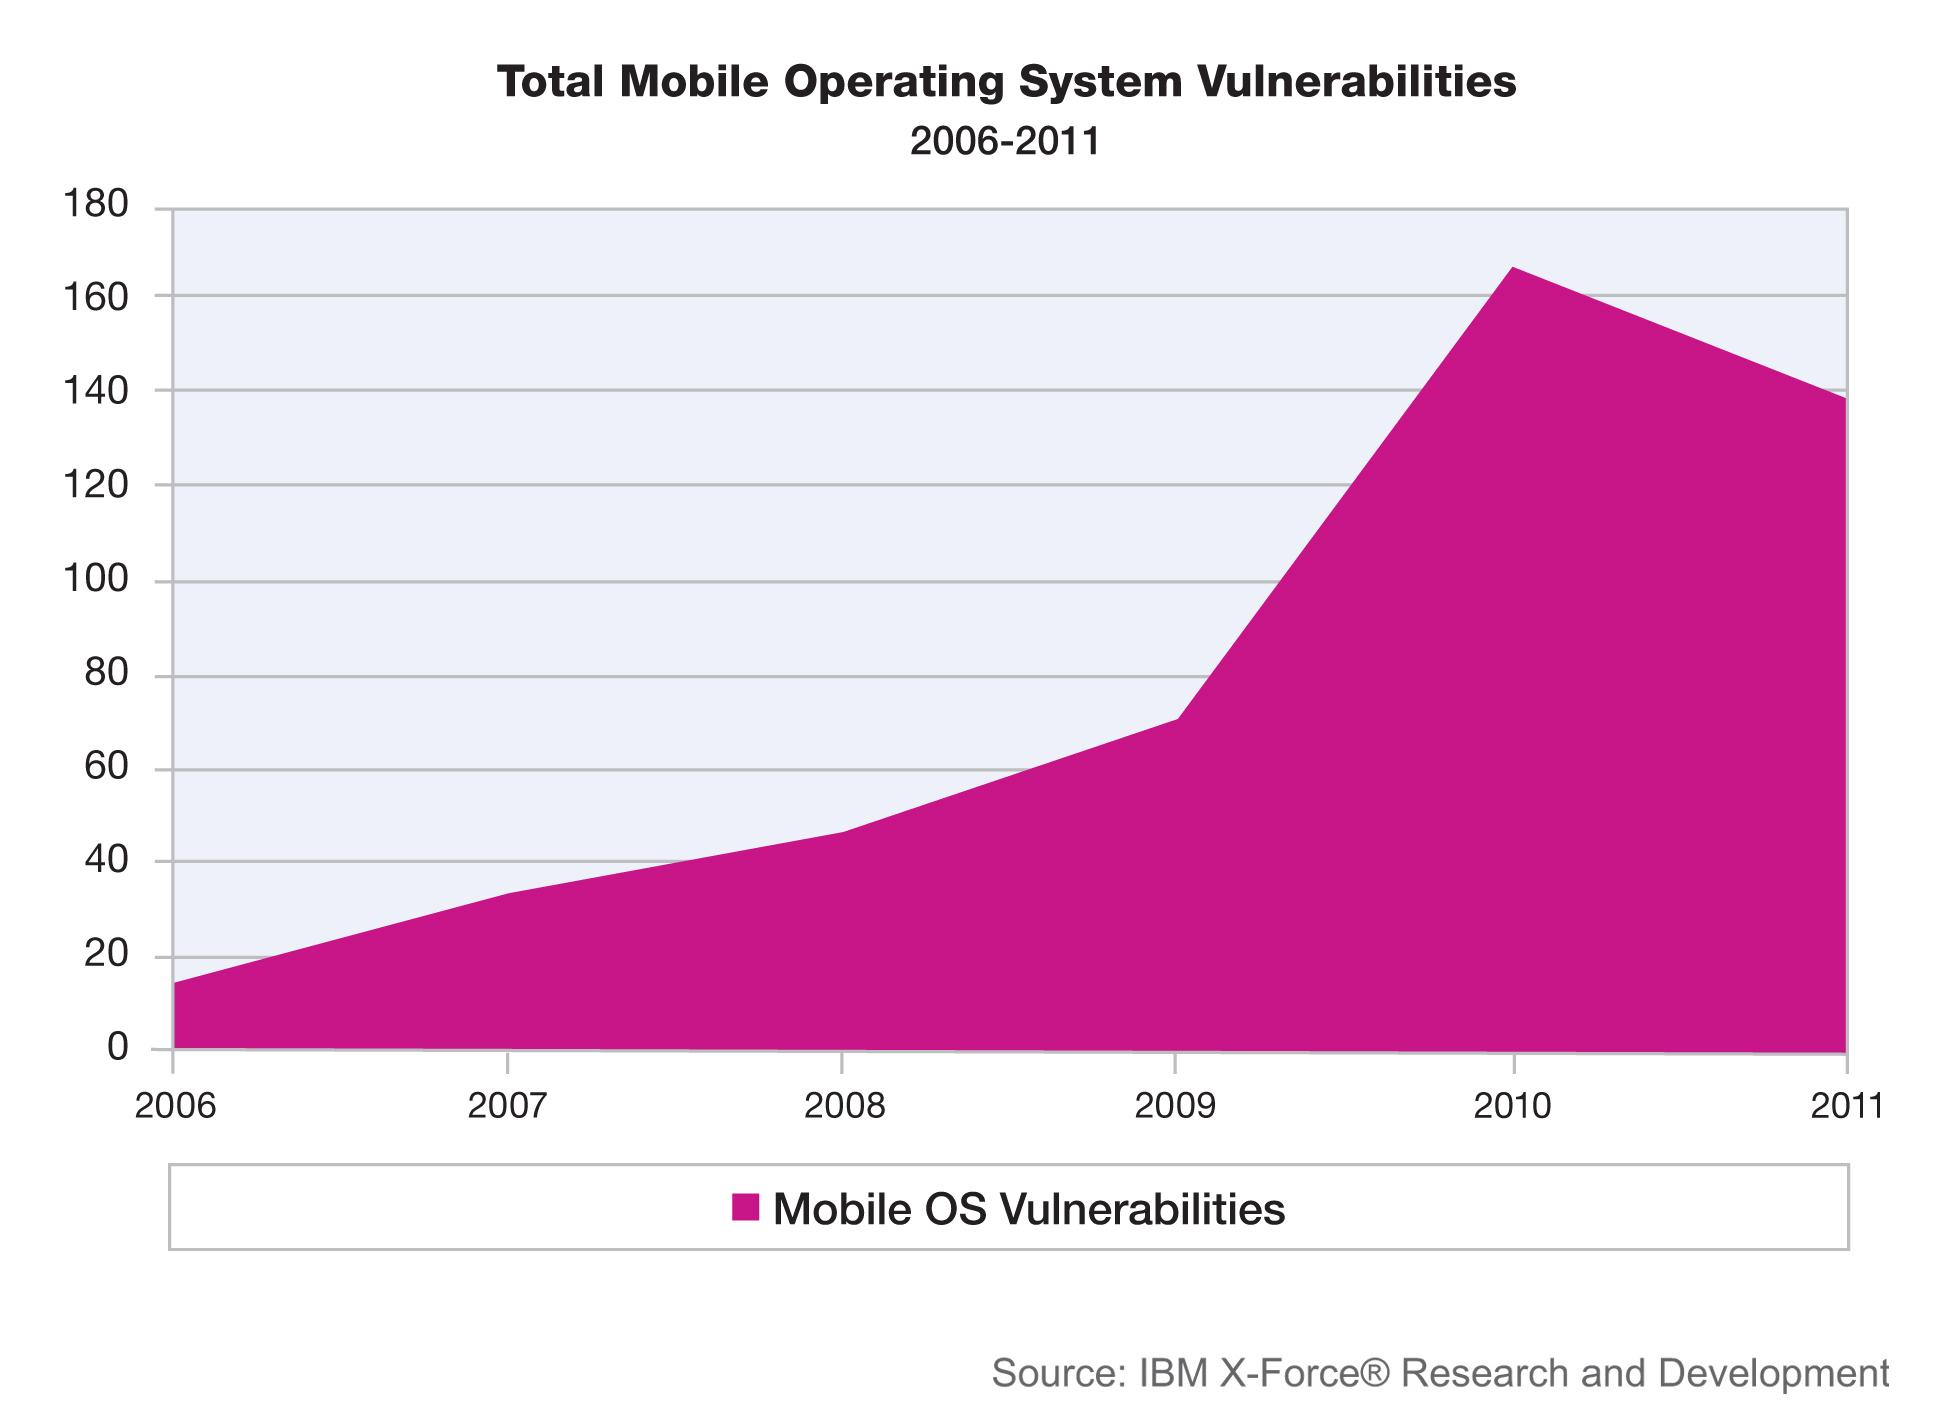 Total Mobile Operating System Vulnerabilities
2006-2011
180
160
140
120
100
80
60
40
20
0
2006 2007 2008 2009 2010 2011
Mobile OS Vulnerabilities
Source: IBM X-Force® Research and Development